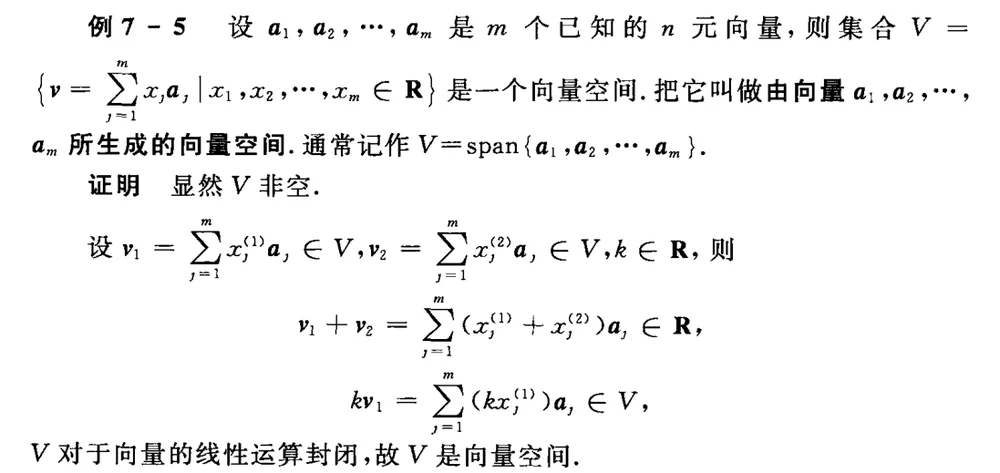 例 7-5 设 a₁, a₂, ⋯, aₘ 是 m 个已知的 n 元向量, 则集合 V =
{v = ∑_{j=1}^{m} xⱼaⱼ | x₁, x₂, ⋯, xₘ ∈ R} 是一个向量空间. 把它叫做由向量 a₁, a₂, ⋯,
aₘ 所生成的向量空间. 通常记作 V=span{a₁, a₂, ⋯, aₘ}.
证明 显然 V 非空.
设 v₁ = ∑_{j=1}^{m} xⱼ⁽¹⁾aⱼ ∈ V, v₂ = ∑_{j=1}^{m} xⱼ⁽²⁾aⱼ ∈ V, k ∈ R, 则
v₁ + v₂ = ∑_{j=1}^{m} (xⱼ⁽¹⁾ + xⱼ⁽²⁾)aⱼ ∈ R,
kv₁ = ∑_{j=1}^{m} (kxⱼ⁽¹⁾)aⱼ ∈ V,
V 对于向量的线性运算封闭, 故 V 是向量空间.